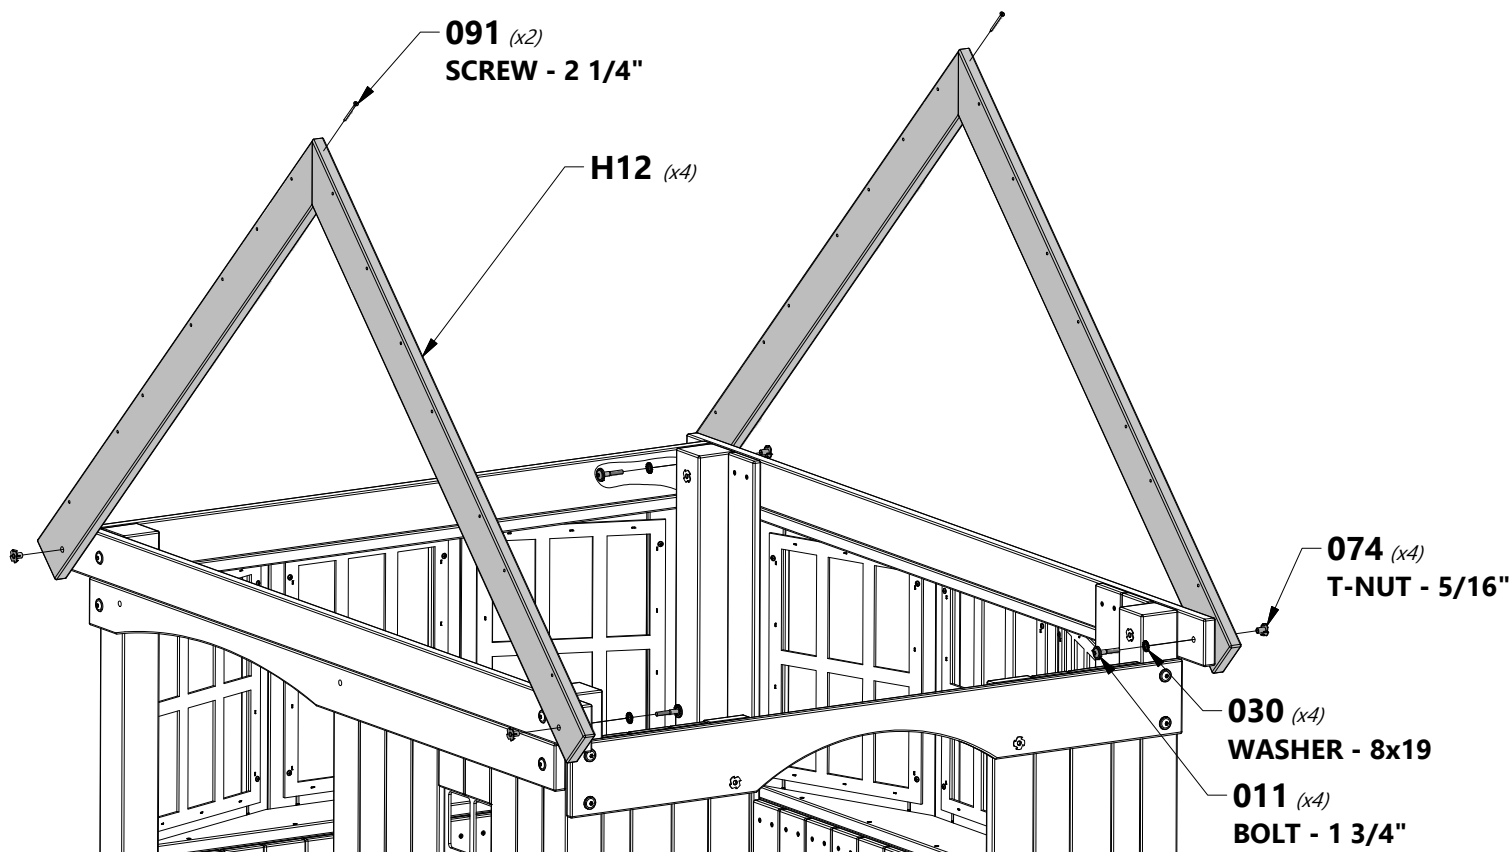 091 (x2)
SCREW - 2 1/4"
H12 (x4)
074 (x4)
T-NUT - 5/16"
030 (x4)
WASHER - 8x19
011 (x4)
BOLT - 1 3/4"